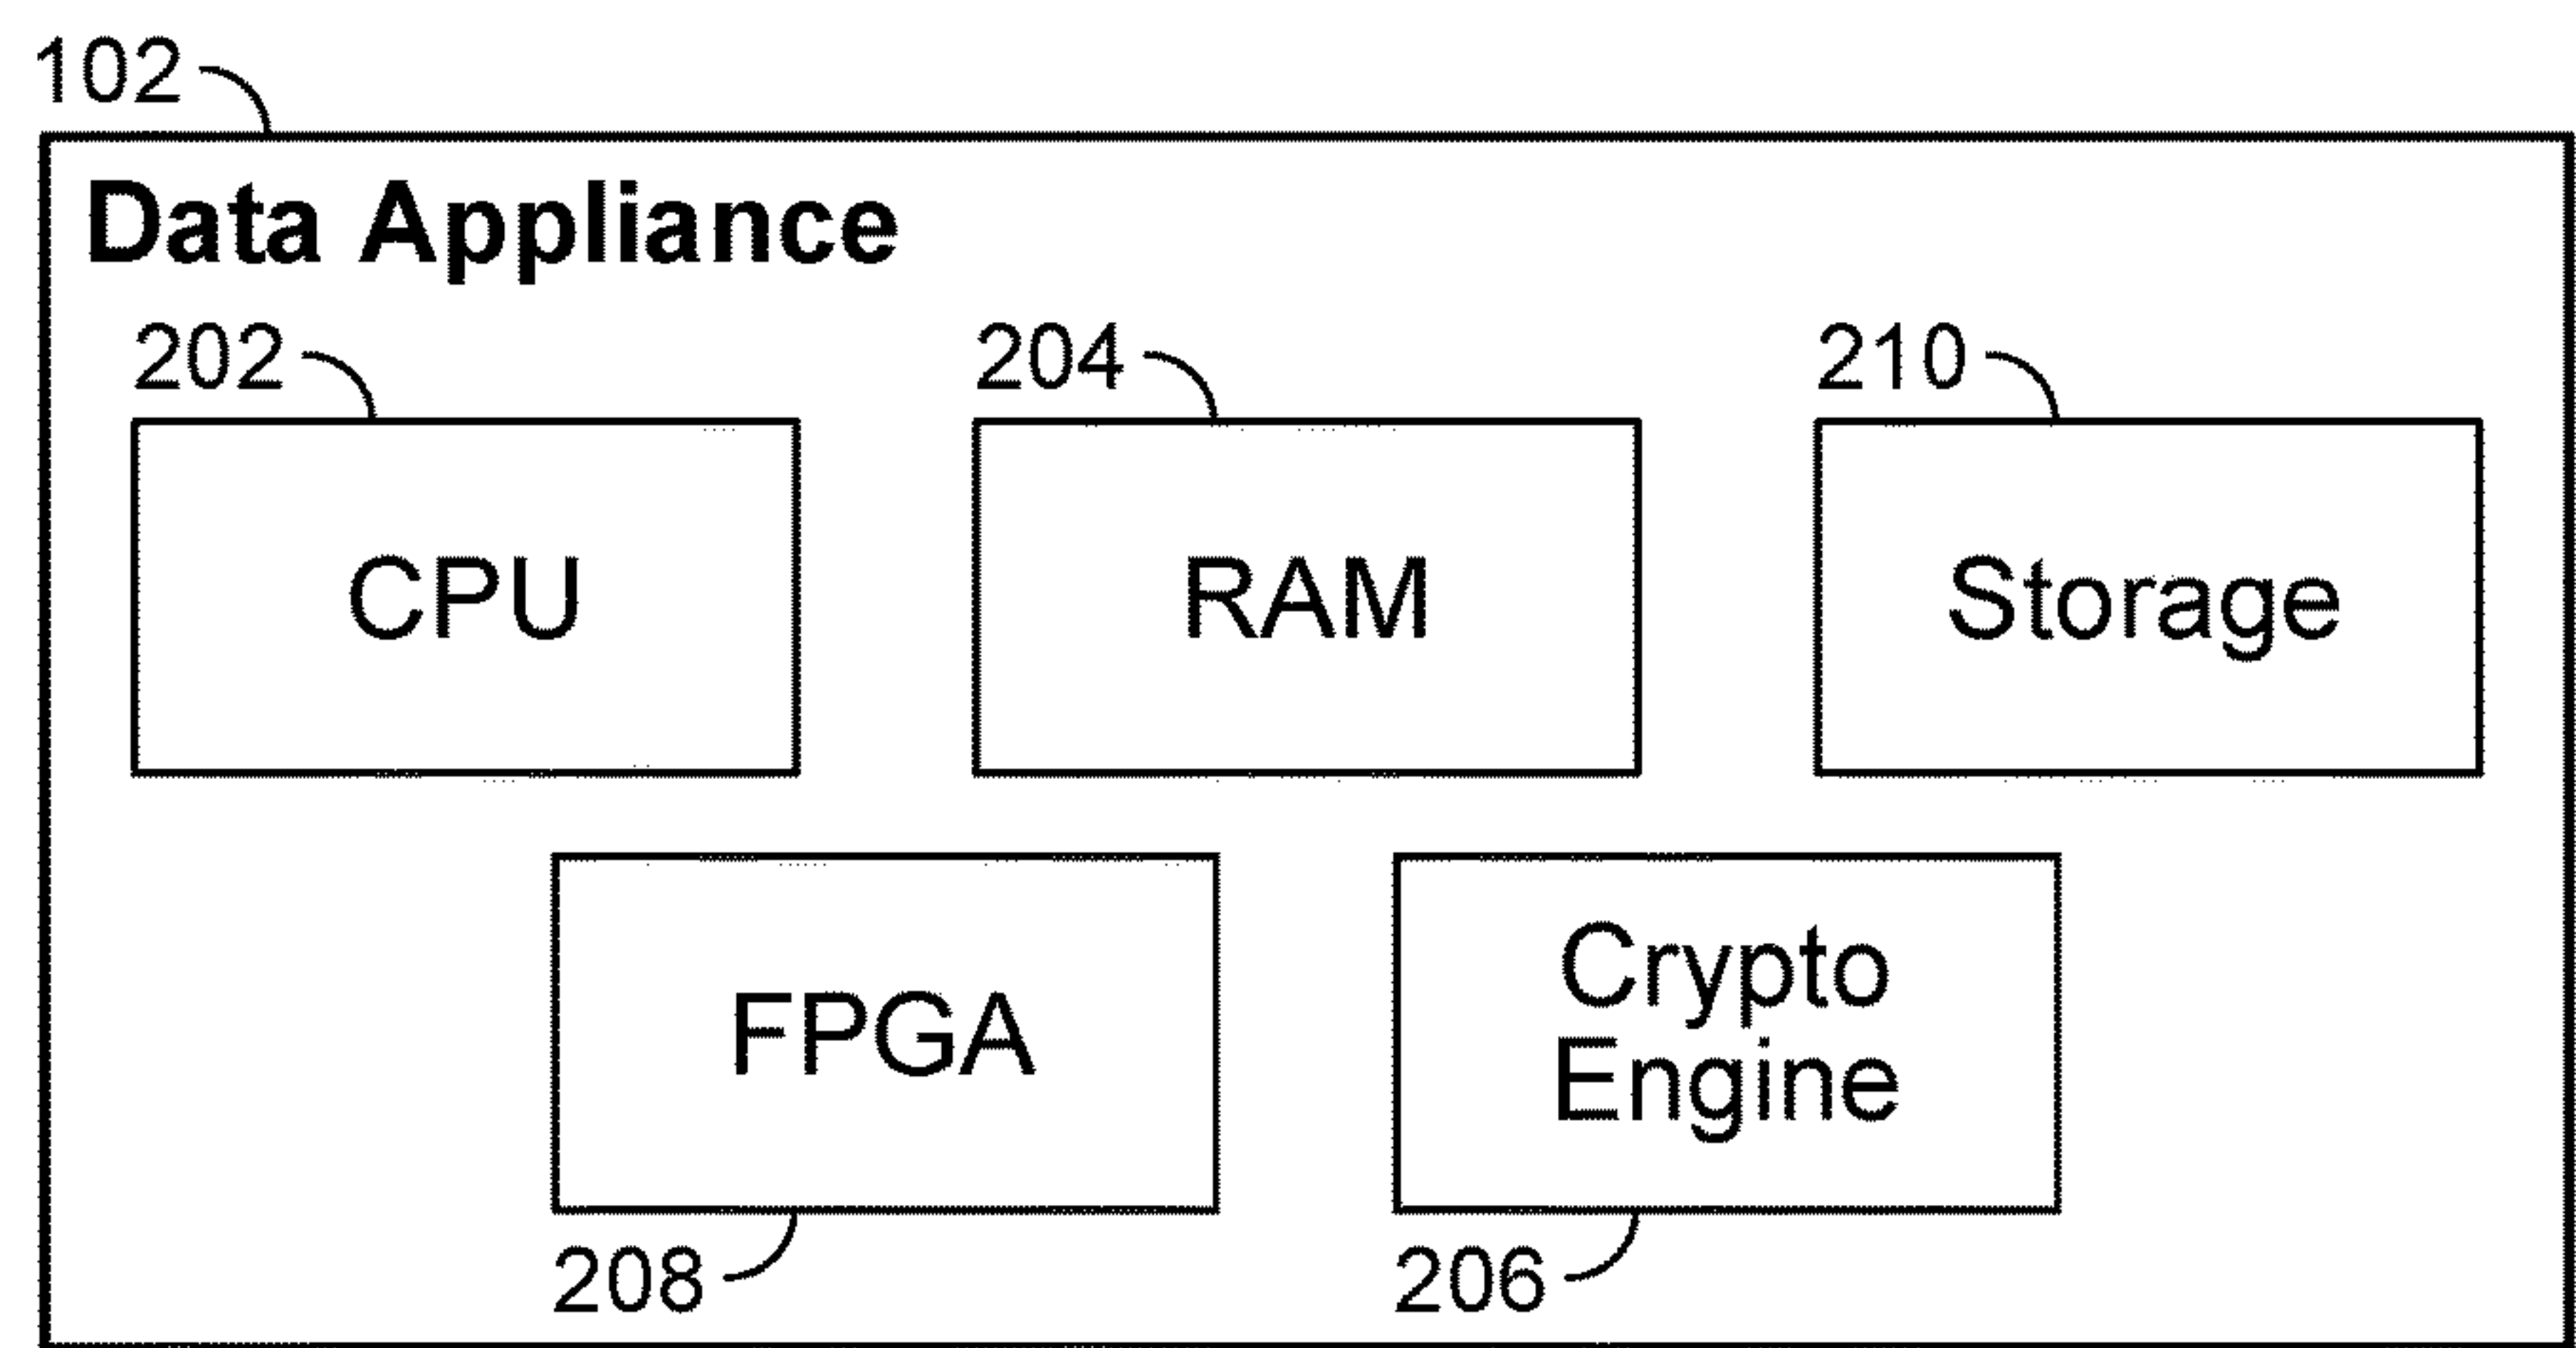 102
Data Appliance
202
204
210
CPU
RAM
Storage
FPGA
Crypto
Engine
208
206